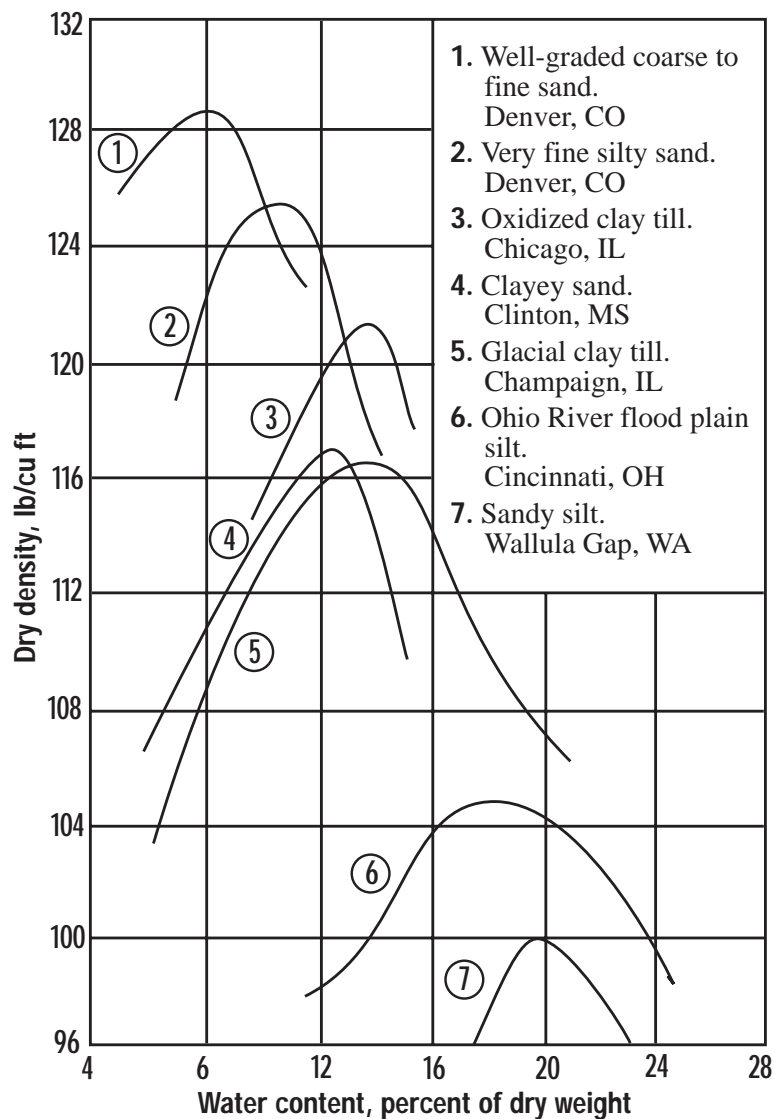 132
128
124
120
116
112
108
104
100
96
Dry density, lb/cu ft
4
6
12
16
20
24
28
Water content, percent of dry weight
1
2
3
4
5
6
7
1. Well-graded coarse to
fine sand.
Denver, CO
2. Very fine silty sand.
Denver, CO
3. Oxidized clay till.
Chicago, IL
4. Clayey sand.
Clinton, MS
5. Glacial clay till.
Champaign, IL
6. Ohio River flood plain
silt.
Cincinnati, OH
7. Sandy silt.
Wallula Gap, WA